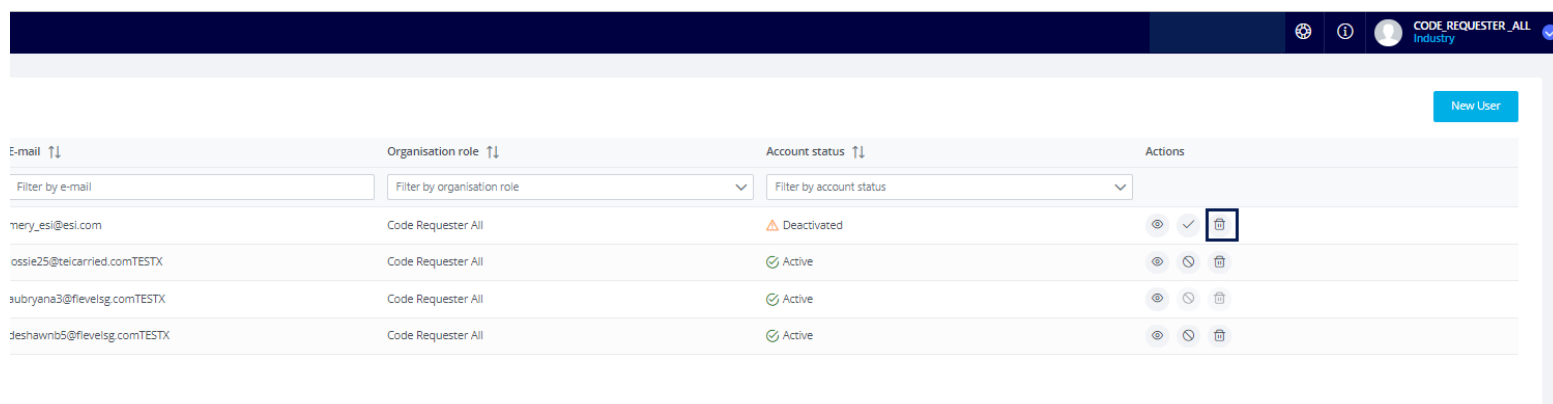 CODE_REQUESTER_ALL
Industry
New User
E-mail Organisation role Account status Actions
Filter by e-mail Filter by organisation role Filter by account status
mery_esi@esi.com Code Requester All Deactivated
ossie25@teicarried.comTESTX Code Requester All Active
aubryana3@flevelsg.comTESTX Code Requester All Active
deshawnb5@flevelsg.comTESTX Code Requester All Active